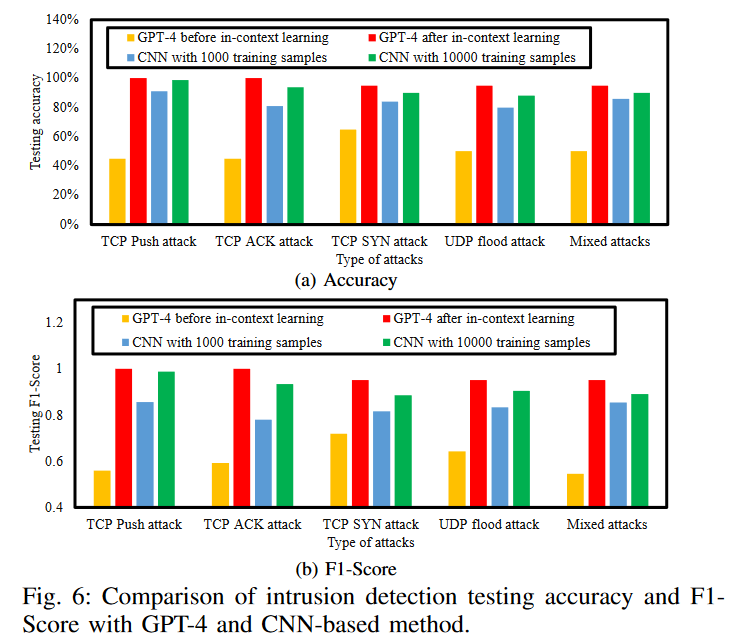 140%
120%
100%
80%
60%
40%
20%
0%
Testing accuracy
GPT-4 before in-context learning
GPT-4 after in-context learning
CNN with 1000 training samples
CNN with 10000 training samples
TCP Push attack
TCP ACK attack
TCP SYN attack
UDP flood attack
Mixed attacks
Type of attacks
(a) Accuracy
1.2
1
0.8
0.6
0.4
Testing F1-Score
GPT-4 before in-context learning
GPT-4 after in-context learning
CNN with 1000 training samples
CNN with 10000 training samples
TCP Push attack
TCP ACK attack
TCP SYN attack
UDP flood attack
Mixed attacks
Type of attacks
(b) F1-Score
Fig. 6: Comparison of intrusion detection testing accuracy and F1-
Score with GPT-4 and CNN-based method.